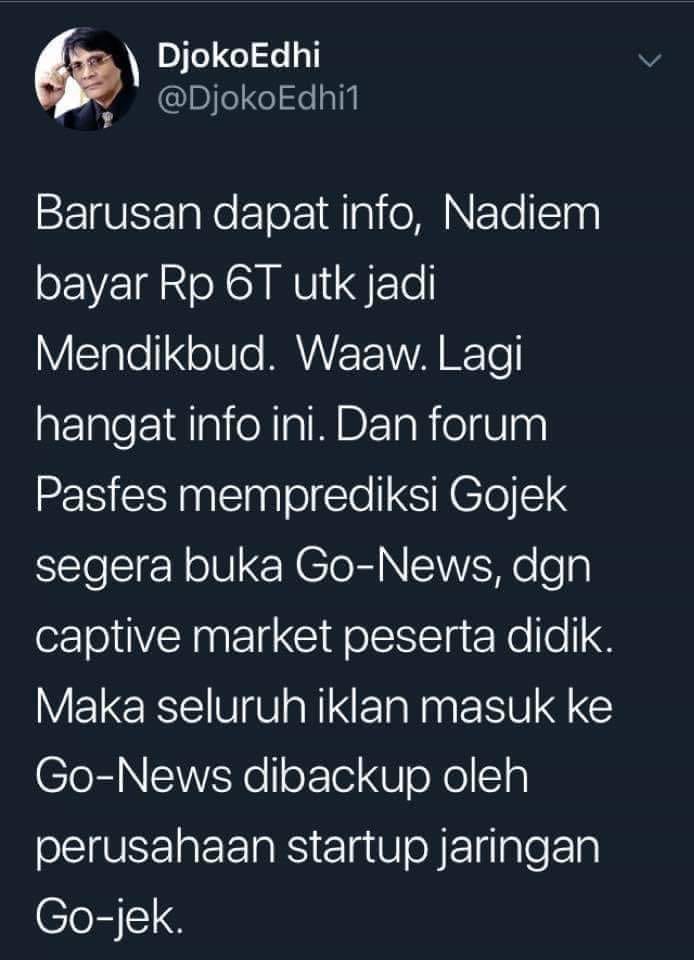 DjokoEdhi
@DjokoEdhi1
Barusan dapat info, Nadiem
bayar Rp 6T utk jadi
Mendikbud. Waaw. Lagi
hangat info ini. Dan forum
Pasfes memprediksi Gojek
segera buka Go-News, dgn
captive market peserta didik.
Maka seluruh iklan masuk ke
Go-News dibackup oleh
perusahaan startup jaringan
Go-jek.